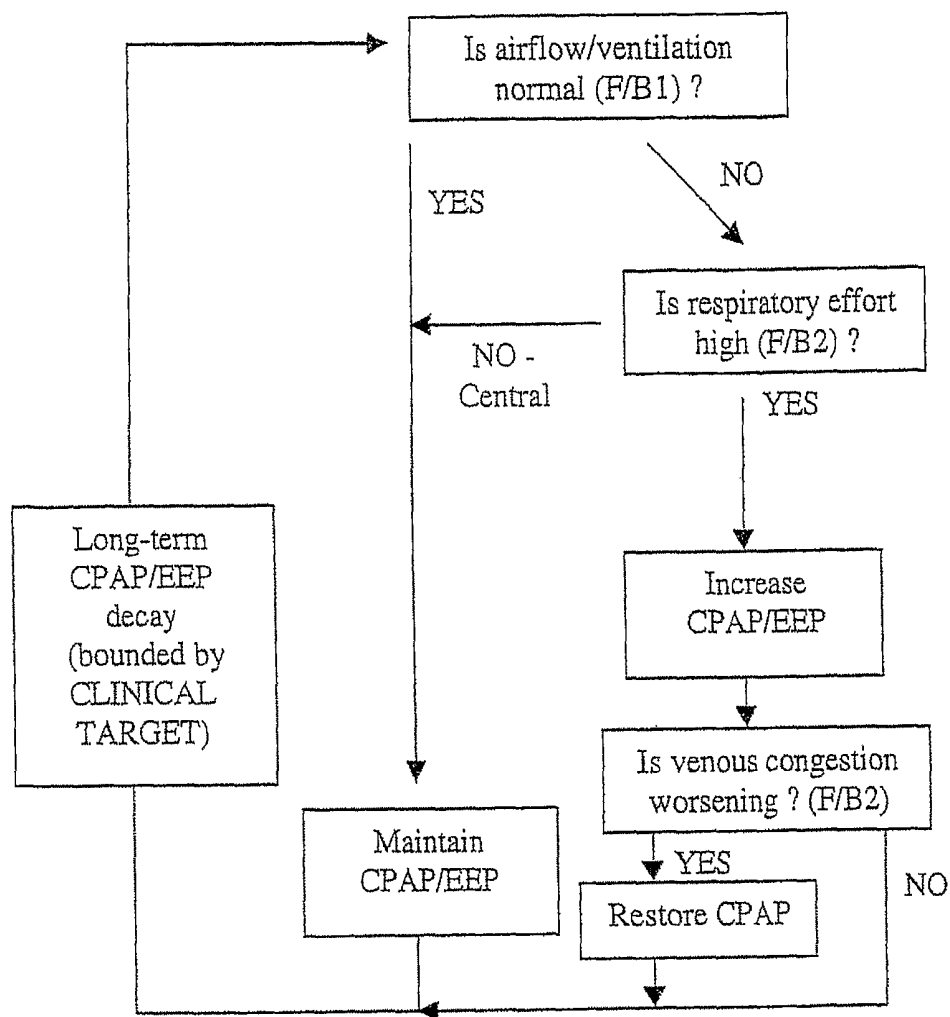 Is airflow/ventilation
normal (F/B1) ?
YES
NO
Is respiratory effort
high (F/B2) ?
NO -
Central
YES
Long-term
CPAP/EEP
decay
(bounded by
CLINICAL
TARGET)
Increase
CPAP/EEP
Is venous congestion
worsening ? (F/B2)
Maintain
CPAP/EEP
YES
NO
Restore CPAP